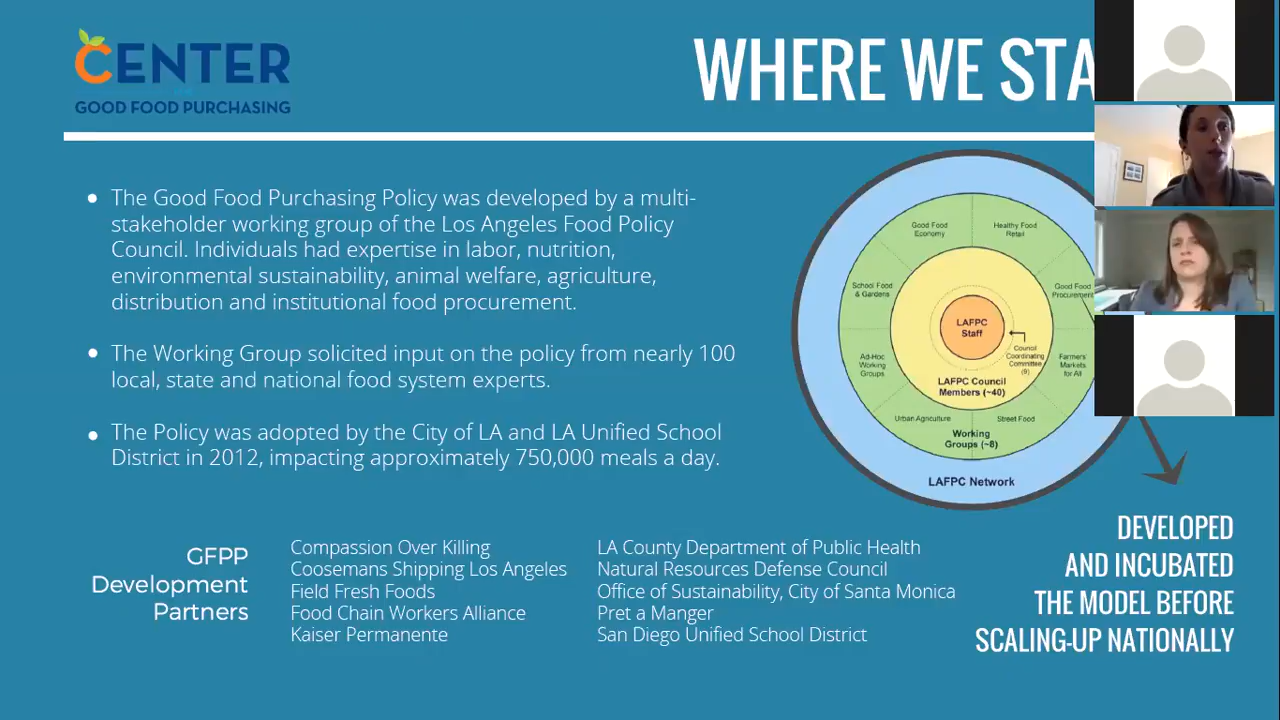 CENTER
GOOD FOOD PURCHASING
WHERE WE STA
The Good Food Purchasing Policy was developed by a multi-
stakeholder working group of the Los Angeles Food Policy
Council. Individuals had expertise in labor, nutrition,
environmental sustainability, animal welfare, agriculture,
distribution and institutional food procurement.
The Working Group solicited input on the policy from nearly 100
local, state and national food system experts.
The Policy was adopted by the City of LA and LA Unified School
District in 2012, impacting approximately 750,000 meals a day.
Good Food
Economy
Healthy Food
Retail
School Food
& Gardens
Good Food
Procurement
LAFPC
Staff
Council
Coordinating
Committee
(9)
Ad-Hoc
Working
Groups
Farmers'
Markets
for All
LAFPC Council
Members (~40)
Urban Agriculture
Street Food
Working
Groups (~8)
LAFPC Network
DEVELOPED
AND INCUBATED
THE MODEL BEFORE
SCALING-UP NATIONALLY
GFPP
Development
Partners
Compassion Over Killing
Coosemans Shipping Los Angeles
Field Fresh Foods
Food Chain Workers Alliance
Kaiser Permanente
LA County Department of Public Health
Natural Resources Defense Council
Office of Sustainability, City of Santa Monica
Pret a Manger
San Diego Unified School District